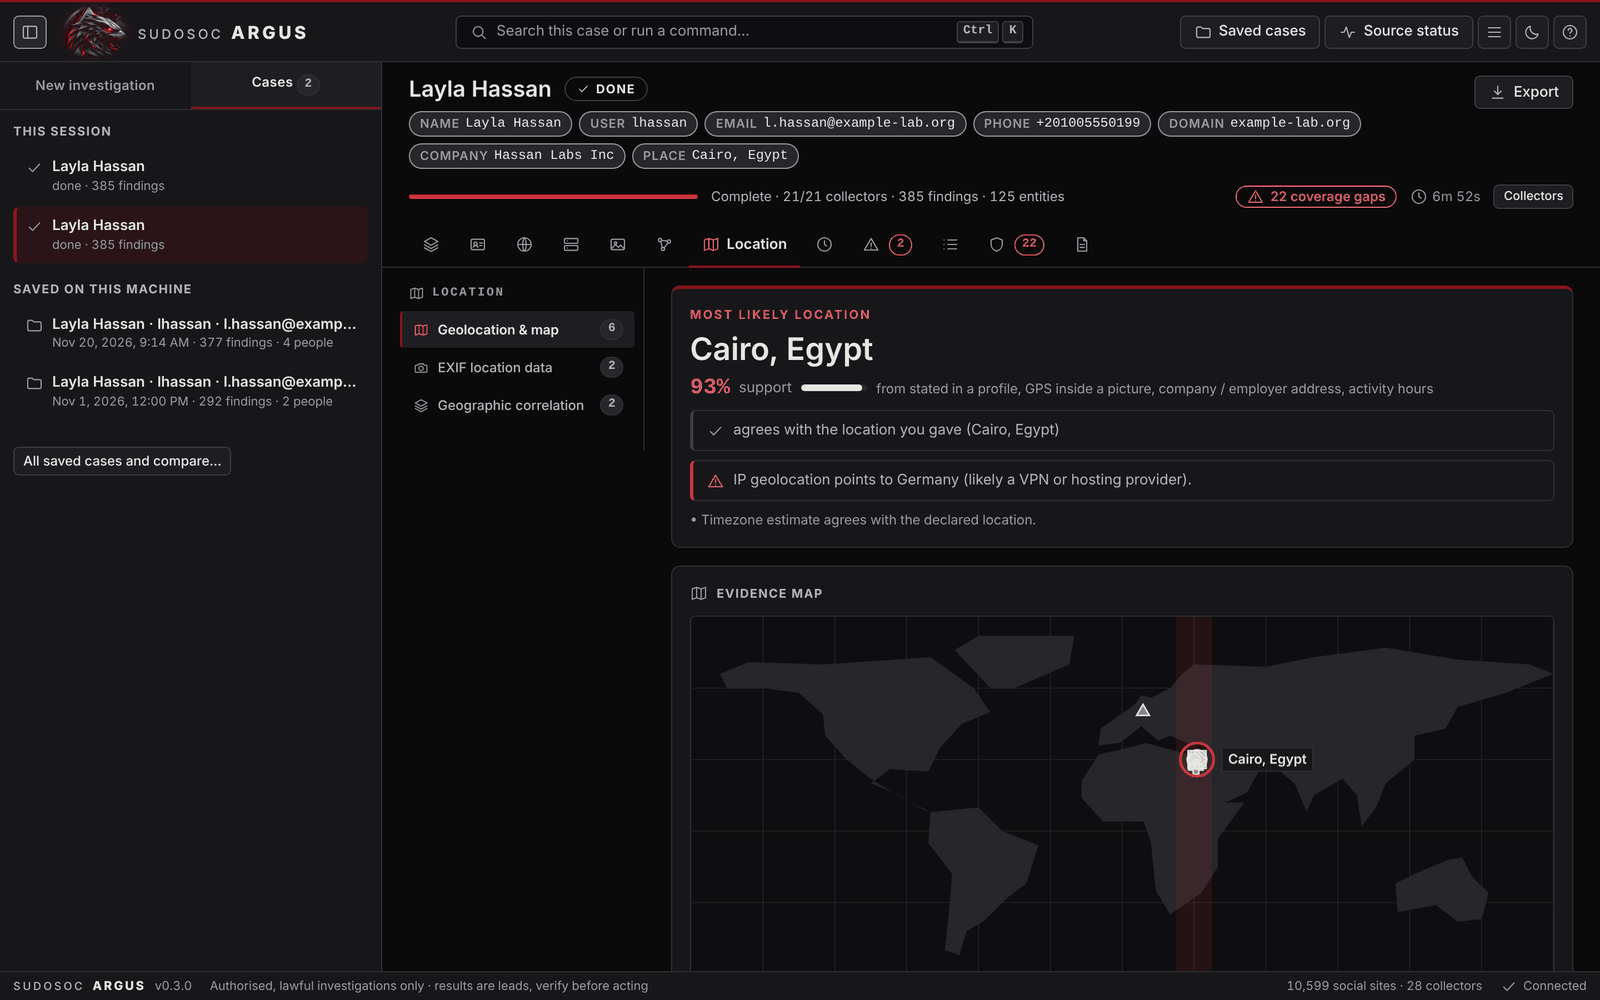 SUDOSOC ARGUS
Search this case or run a command...
Ctrl K
Saved cases
Source status
New investigation
Cases 2
THIS SESSION
Layla Hassan
done · 385 findings
Layla Hassan
done · 385 findings
SAVED ON THIS MACHINE
Layla Hassan · lhassan · l.hassan@examp...
Nov 20, 2026, 9:14 AM · 377 findings · 4 people
Layla Hassan · lhassan · l.hassan@examp...
Nov 1, 2026, 12:00 PM · 292 findings · 2 people
All saved cases and compare...
Layla Hassan
DONE
Export
NAME Layla Hassan
USER lhassan
EMAIL l.hassan@example-lab.org
PHONE +201005550199
DOMAIN example-lab.org
COMPANY Hassan Labs Inc
PLACE Cairo, Egypt
Complete · 21/21 collectors · 385 findings · 125 entities
22 coverage gaps
6m 52s
Collectors
Location
2
22
LOCATION
Geolocation & map 6
EXIF location data 2
Geographic correlation 2
MOST LIKELY LOCATION
Cairo, Egypt
93% support from stated in a profile, GPS inside a picture, company / employer address, activity hours
agrees with the location you gave (Cairo, Egypt)
IP geolocation points to Germany (likely a VPN or hosting provider).
• Timezone estimate agrees with the declared location.
EVIDENCE MAP
Cairo, Egypt
SUDOSOC ARGUS v0.3.0 Authorised, lawful investigations only · results are leads, verify before acting
10,599 social sites · 28 collectors
Connected